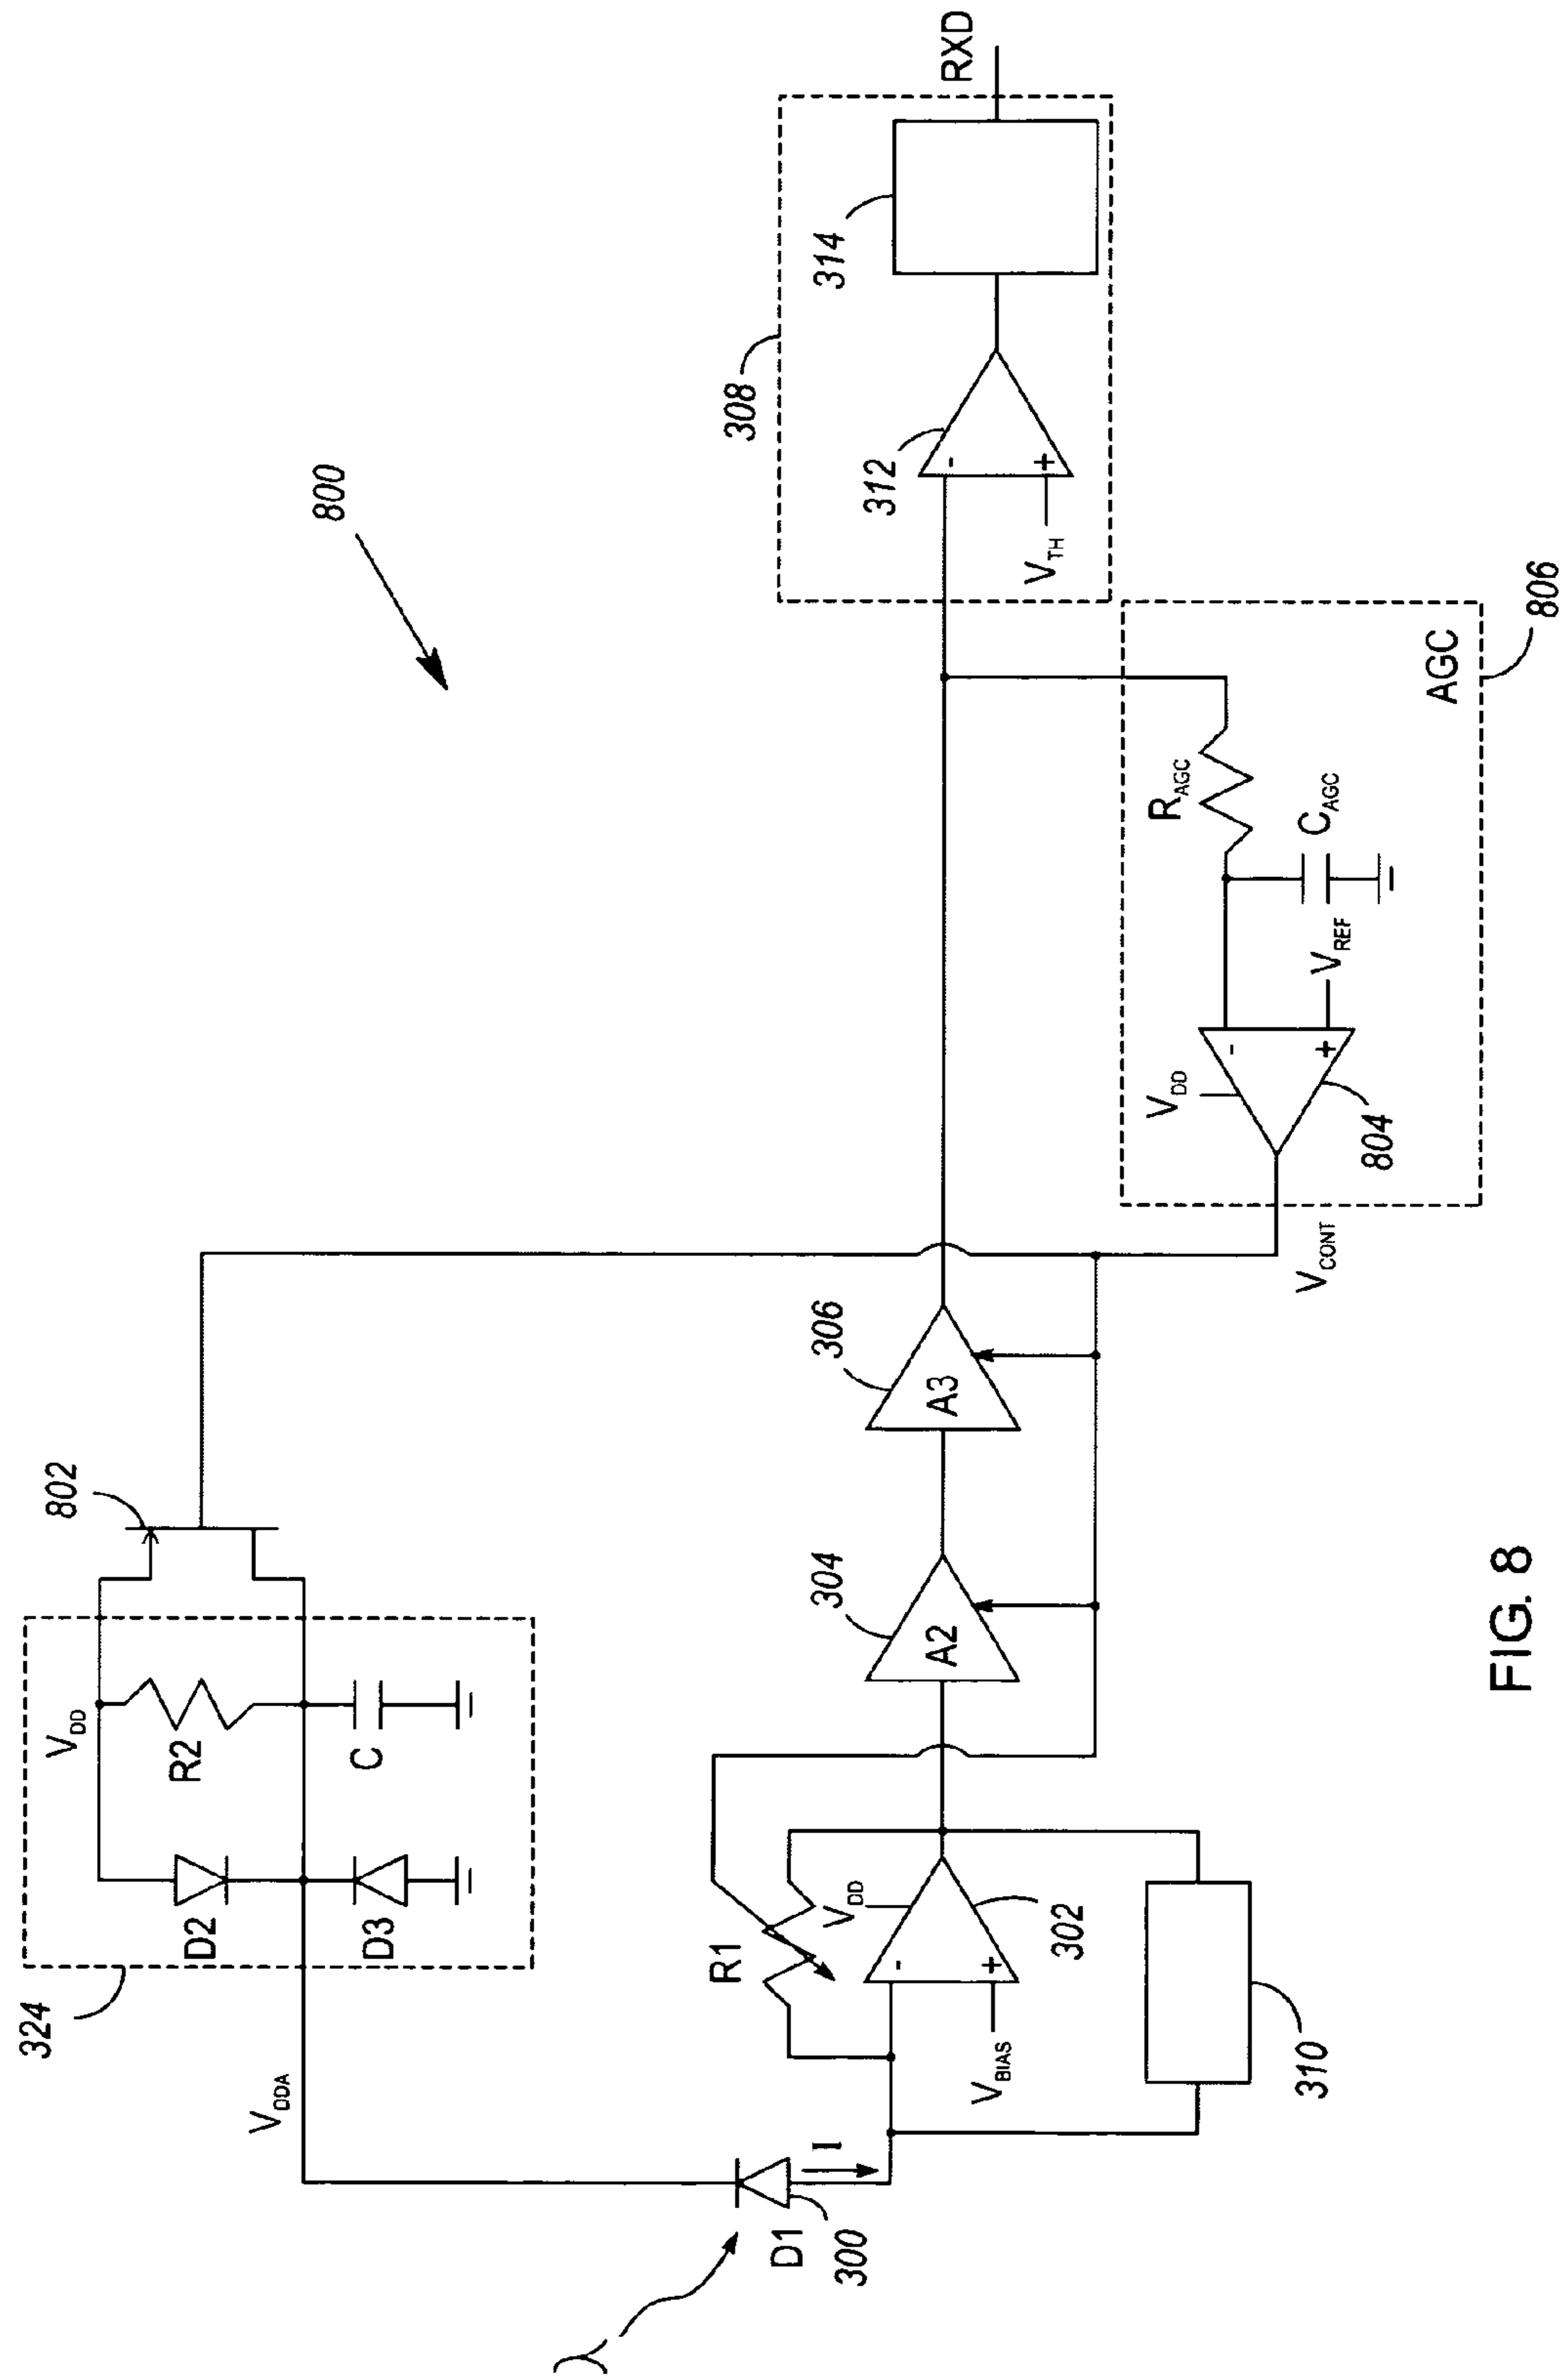 800
324
V_DD
R2
C
D2
D3
802
V_DDA
λ
D1
300
I
R1
V_DD
302
V_BIAS
310
A2
304
A3
306
308
312
-
+
V_TH
314
RXD
-
+
AGC
806
R_AGC
C_AGC
V_REF
V_DD
804
-
+
V_CONT
FIG. 8